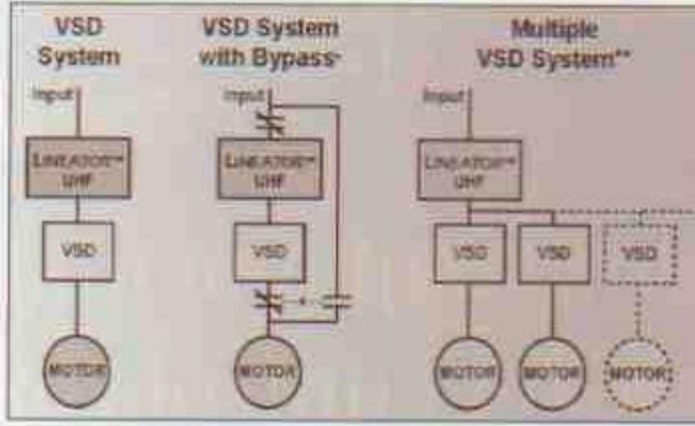 VSD
System
Input
LINEATOR™
UHF
VSD
MOTOR
VSD System
with Bypass*
Input
LINEATOR™
UHF
VSD
MOTOR
Multiple
VSD System**
Input
LINEATOR™
UHF
VSD
VSD
VSD
MOTOR
MOTOR
MOTOR